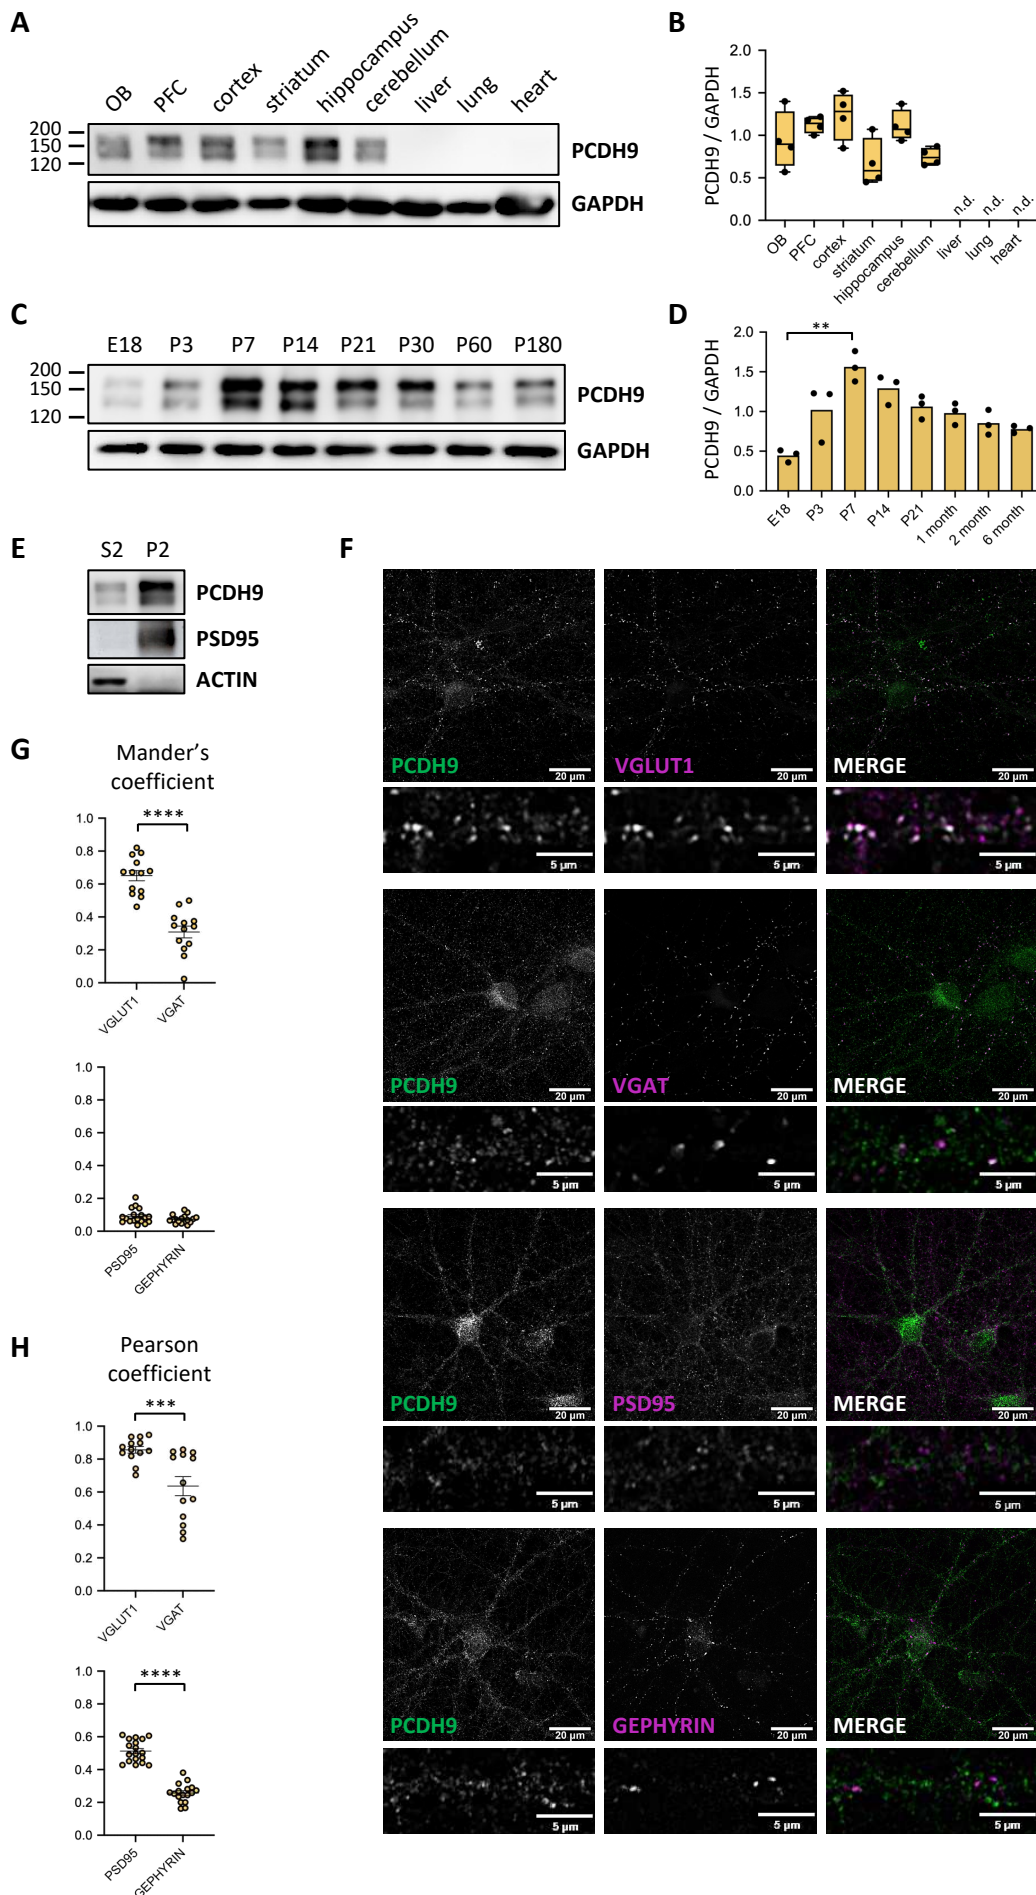 A
OB PFC cortex striatum hippocampus cerebellum liver lung heart
200
150
120
PCDH9
GAPDH
B
PCDH9 / GAPDH
2.0
1.5
1.0
0.5
0.0
n.d. n.d. n.d.
OB PFC cortex striatum hippocampus cerebellum liver lung heart
C
E18 P3 P7 P14 P21 P30 P60 P180
200
150
120
PCDH9
GAPDH
D
PCDH9 / GAPDH
2.0
1.5
1.0
0.5
0.0
**
E18 P3 P7 P14 P21 1 month 2 month 6 month
E
S2 P2
PCDH9
PSD95
ACTIN
F
PCDH9 20 µm VGLUT1 20 µm MERGE 20 µm
5 µm 5 µm 5 µm
PCDH9 20 µm VGAT 20 µm MERGE 20 µm
5 µm 5 µm 5 µm
PCDH9 20 µm PSD95 20 µm MERGE 20 µm
5 µm 5 µm 5 µm
PCDH9 20 µm GEPHYRIN 20 µm MERGE 20 µm
5 µm 5 µm 5 µm
G
Mander's
coefficient
****
1.0
0.8
0.6
0.4
0.2
0.0
VGLUT1 VGAT
1.0
0.8
0.6
0.4
0.2
0.0
PSD95 GEPHYRIN
H
Pearson
coefficient
***
1.0
0.8
0.6
0.4
0.2
0.0
VGLUT1 VGAT
****
1.0
0.8
0.6
0.4
0.2
0.0
PSD95 GEPHYRIN